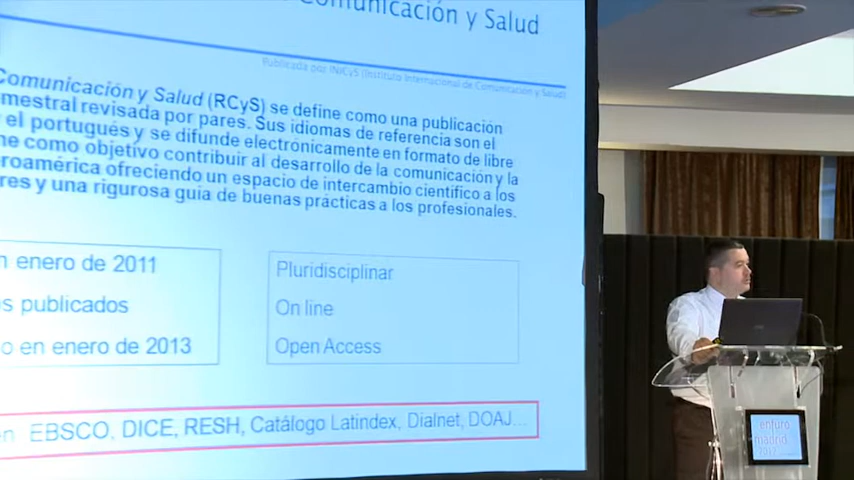 Comunicación y Salud
Publicada por INICyS (Instituto Internacional de Comunicación y Salud)
Comunicación y Salud (RCyS) se define como una publicación
mestral revisada por pares. Sus idiomas de referencia son el
y el portugués y se difunde electrónicamente en formato de libre
ne como objetivo contribuir al desarrollo de la comunicación y la
roamérica ofreciendo un espacio de intercambio científico a los
res y una rigurosa guía de buenas prácticas a los profesionales.
n enero de 2011
s publicados
o en enero de 2013
Pluridisciplinar
On line
Open Access
en EBSCO, DICE, RESH, Catálogo Latindex, Dialnet, DOAJ...
enfuro
madrid
2012